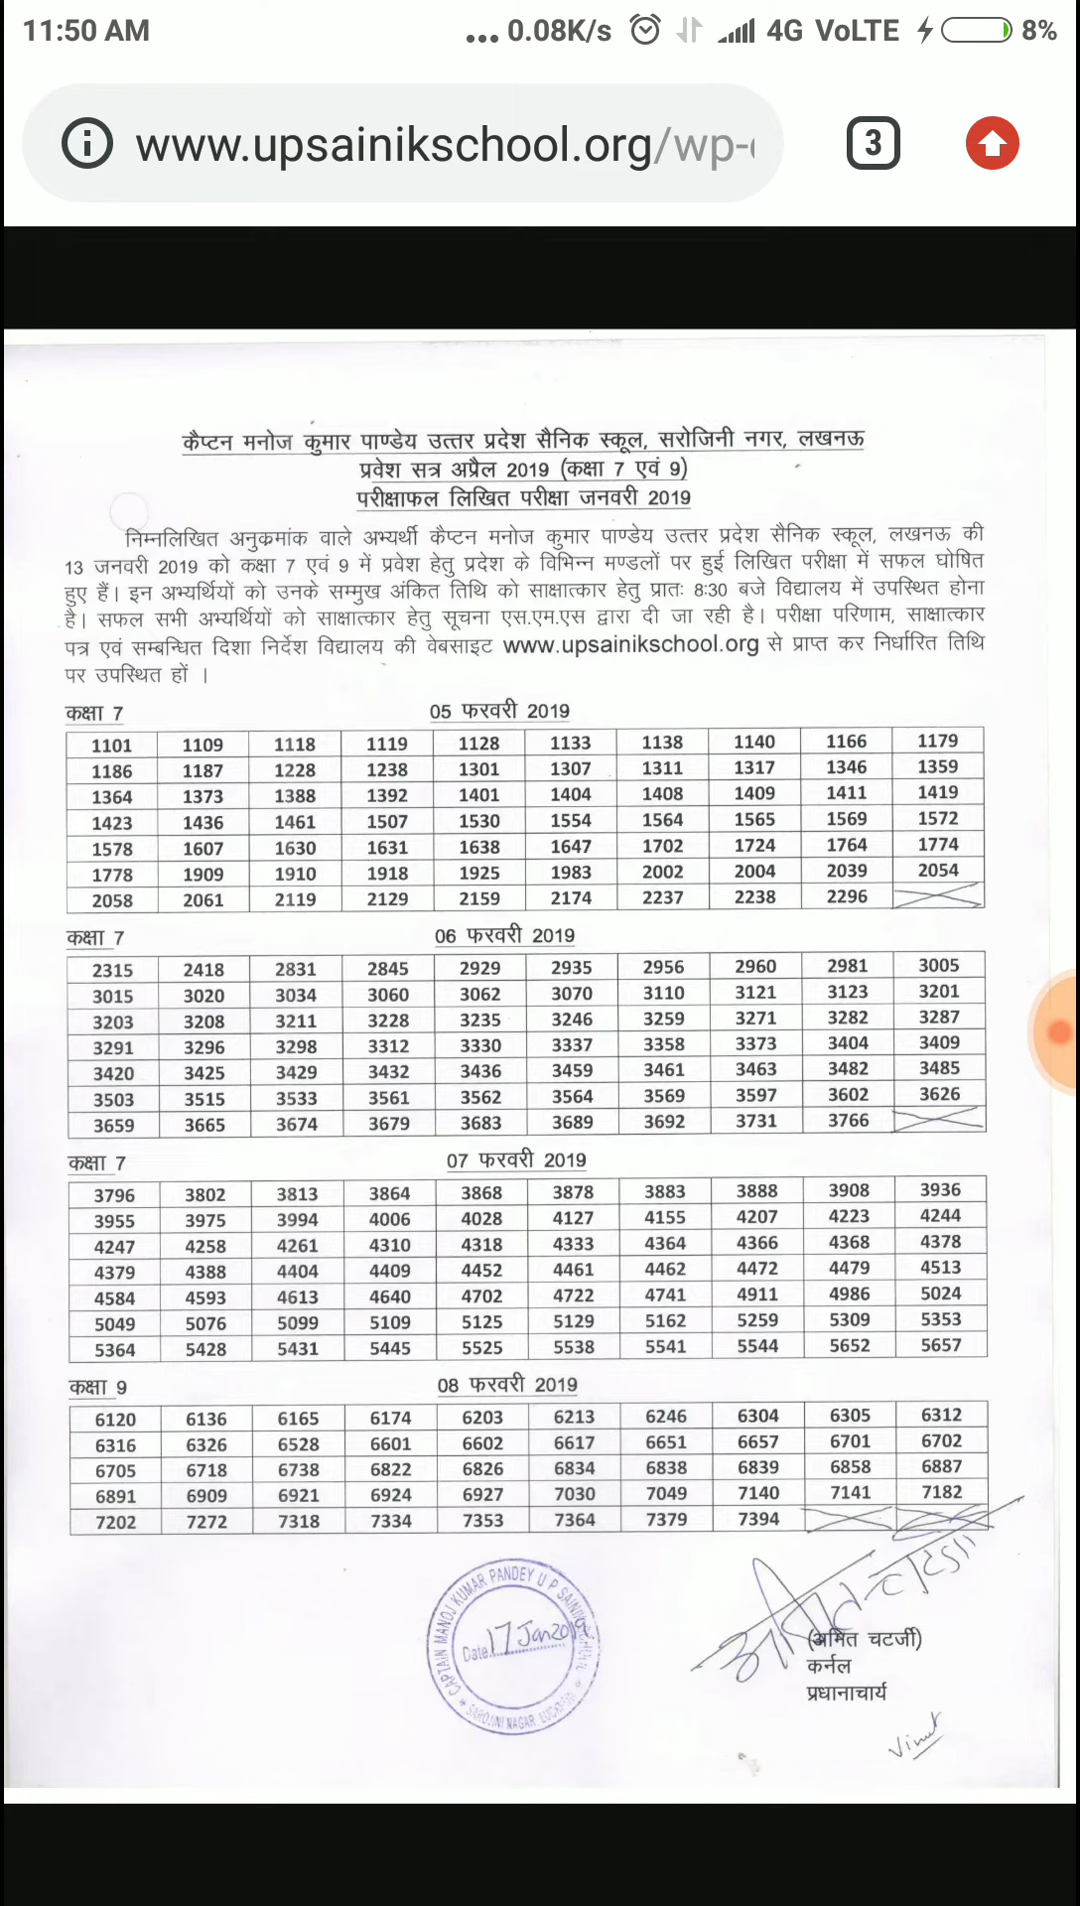 11:50 AM
... 0.08K/s 4G VoLTE 8%
www.upsainikschool.org/wp-
3
कैप्टन मनोज कुमार पाण्डेय उत्तर प्रदेश सैनिक स्कूल, सरोजिनी नगर, लखनऊ
प्रवेश सत्र अप्रैल 2019 (कक्षा 7 एवं 9)
परीक्षाफल लिखित परीक्षा जनवरी 2019
निम्नलिखित अनुक्रमांक वाले अभ्यर्थी कैप्टन मनोज कुमार पाण्डेय उत्तर प्रदेश सैनिक स्कूल, लखनऊ की
13 जनवरी 2019 को कक्षा 7 एवं 9 में प्रवेश हेतु प्रदेश के विभिन्न मण्डलों पर हुई लिखित परीक्षा में सफल घोषित
हुए हैं। इन अभ्यर्थियों को उनके सम्मुख अंकित तिथि को साक्षात्कार हेतु प्रातः 8:30 बजे विद्यालय में उपस्थित होना
है। सफल सभी अभ्यर्थियों को साक्षात्कार हेतु सूचना एस.एम.एस द्वारा दी जा रही है। परीक्षा परिणाम, साक्षात्कार
पत्र एवं सम्बन्धित दिशा निर्देश विद्यालय की वेबसाइट www.upsainikschool.org से प्राप्त कर निर्धारित तिथि
पर उपस्थित हों ।
कक्षा 7 05 फरवरी 2019
1101 1109 1118 1119 1128 1133 1138 1140 1166 1179
1186 1187 1228 1238 1301 1307 1311 1317 1346 1359
1364 1373 1388 1392 1401 1404 1408 1409 1411 1419
1423 1436 1461 1507 1530 1554 1564 1565 1569 1572
1578 1607 1630 1631 1638 1647 1702 1724 1764 1774
1778 1909 1910 1918 1925 1983 2002 2004 2039 2054
2058 2061 2119 2129 2159 2174 2237 2238 2296
कक्षा 7 06 फरवरी 2019
2315 2418 2831 2845 2929 2935 2956 2960 2981 3005
3015 3020 3034 3060 3062 3070 3110 3121 3123 3201
3203 3208 3211 3228 3235 3246 3259 3271 3282 3287
3291 3296 3298 3312 3330 3337 3358 3373 3404 3409
3420 3425 3429 3432 3436 3459 3461 3463 3482 3485
3503 3515 3533 3561 3562 3564 3569 3597 3602 3626
3659 3665 3674 3679 3683 3689 3692 3731 3766
कक्षा 7 07 फरवरी 2019
3796 3802 3813 3864 3868 3878 3883 3888 3908 3936
3955 3975 3994 4006 4028 4127 4155 4207 4223 4244
4247 4258 4261 4310 4318 4333 4364 4366 4368 4378
4379 4388 4404 4409 4452 4461 4462 4472 4479 4513
4584 4593 4613 4640 4702 4722 4741 4911 4986 5024
5049 5076 5099 5109 5125 5129 5162 5259 5309 5353
5364 5428 5431 5445 5525 5538 5541 5544 5652 5657
कक्षा 9 08 फरवरी 2019
6120 6136 6165 6174 6203 6213 6246 6304 6305 6312
6316 6326 6528 6601 6602 6617 6651 6657 6701 6702
6705 6718 6738 6822 6826 6834 6838 6839 6858 6887
6891 6909 6921 6924 6927 7030 7049 7140 7141 7182
7202 7272 7318 7334 7353 7364 7379 7394
CAPTAIN MANOJ KUMAR PANDEY U P SAINIK
Date 17 Jan 2019
SAROJINI NAGAR
(अमित चटर्जी)
कर्नल
प्रधानाचार्य